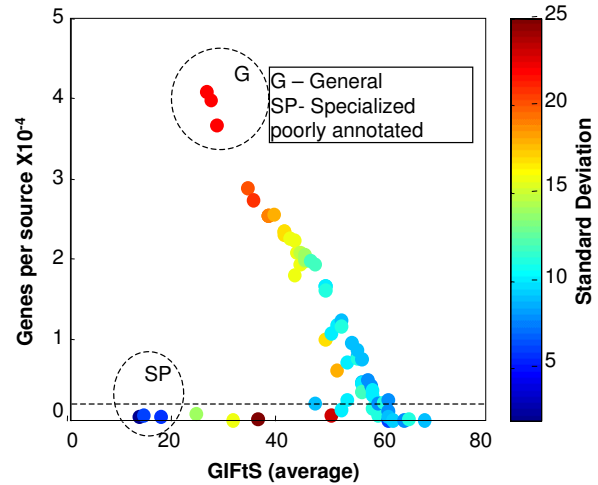 5
4
3
2
1
0
Genes per source X10-4
0
20
40
60
80
GIFtS (average)
G
G – General
SP- Specialized
poorly annotated
SP
25
20
15
10
5
Standard Deviation